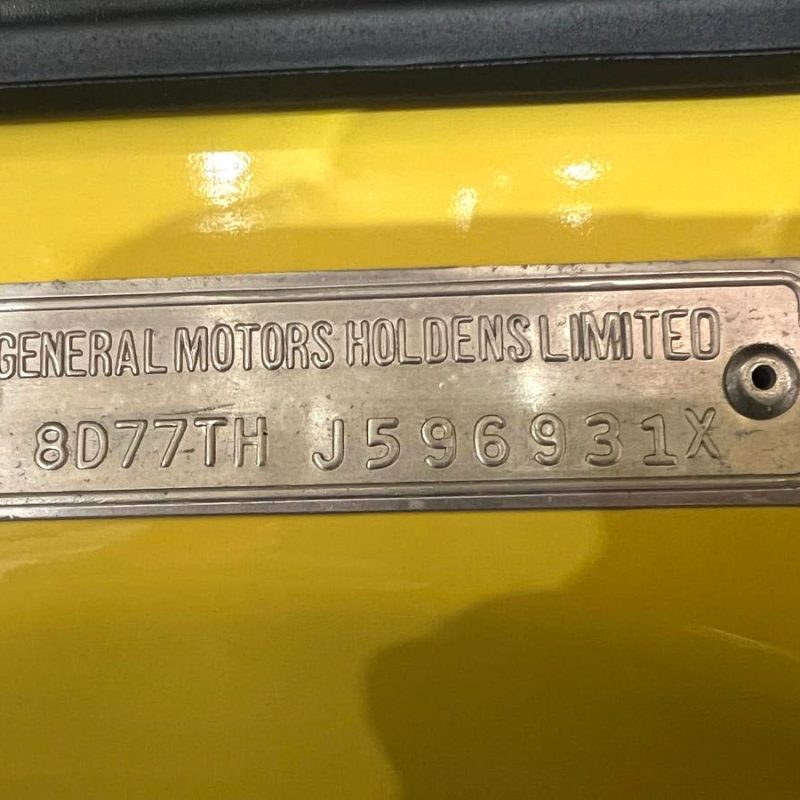 GENERAL MOTORS HOLDENS LIMITED
8D77TH J596931X